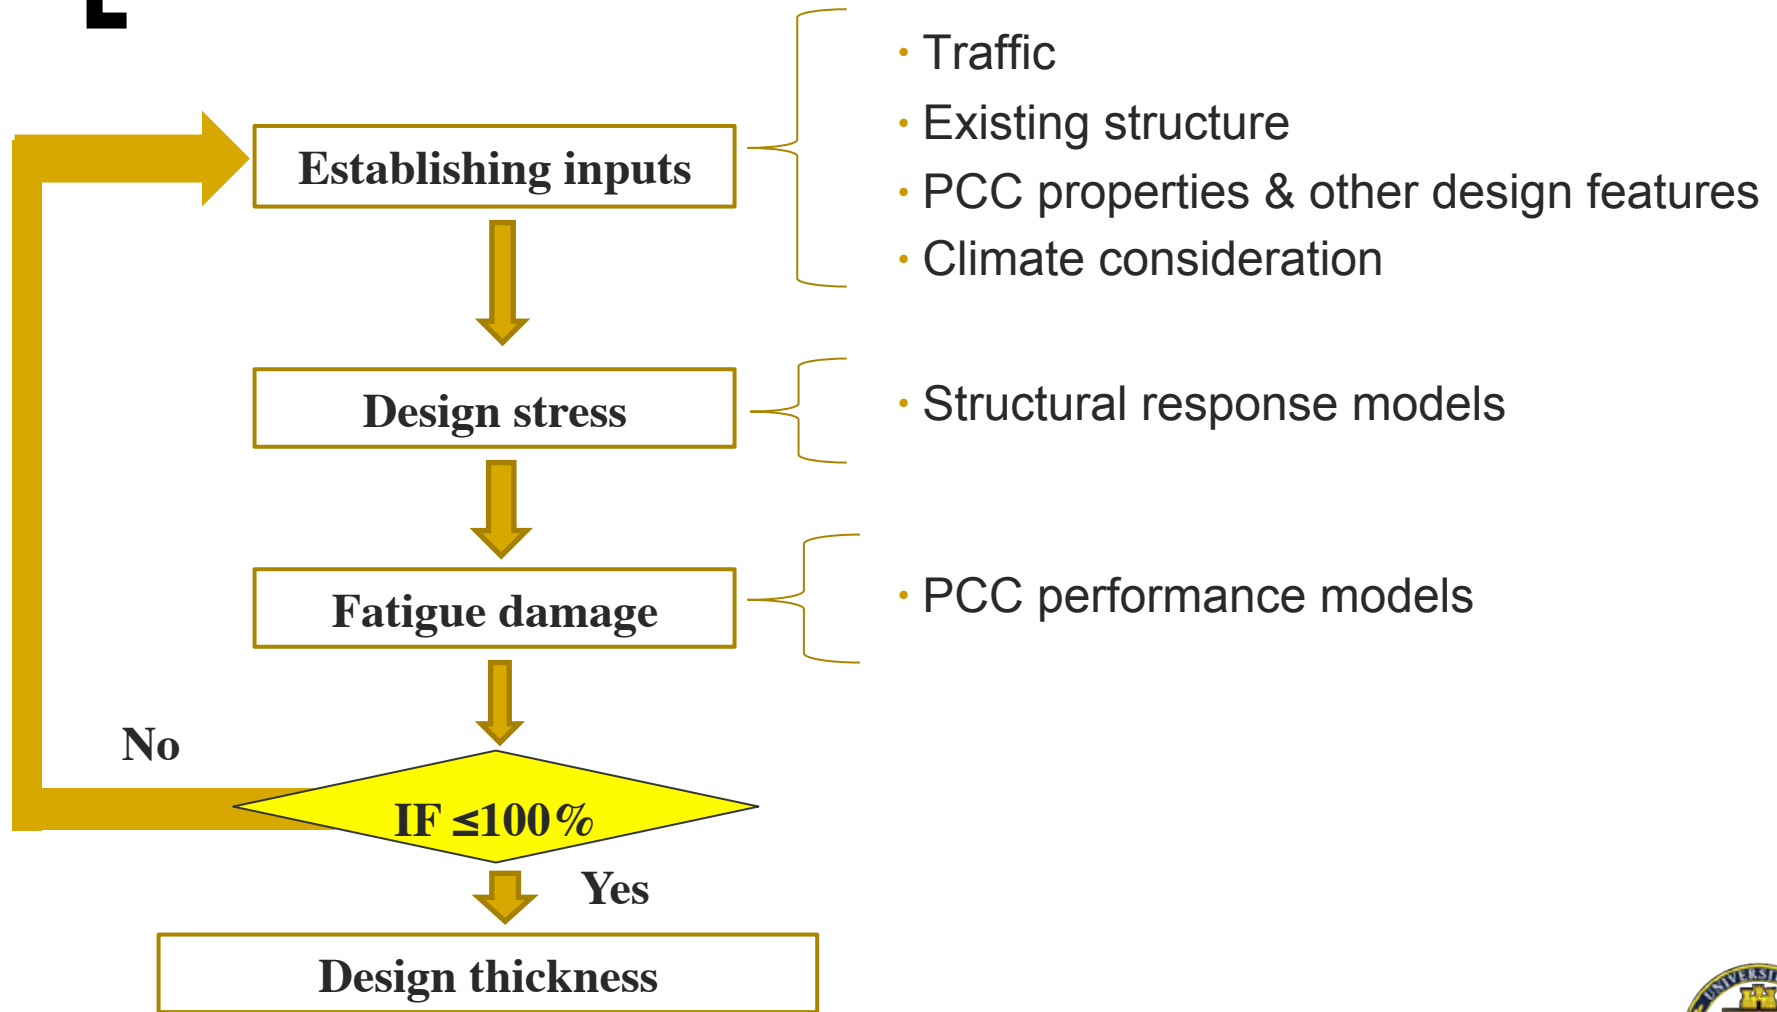 · Traffic
· Existing structure
· PCC properties & other design features
· Climate consideration
Establishing inputs
Design stress
· Structural response models
Fatigue damage
· PCC performance models
No
IF ≤100%
Yes
Design thickness